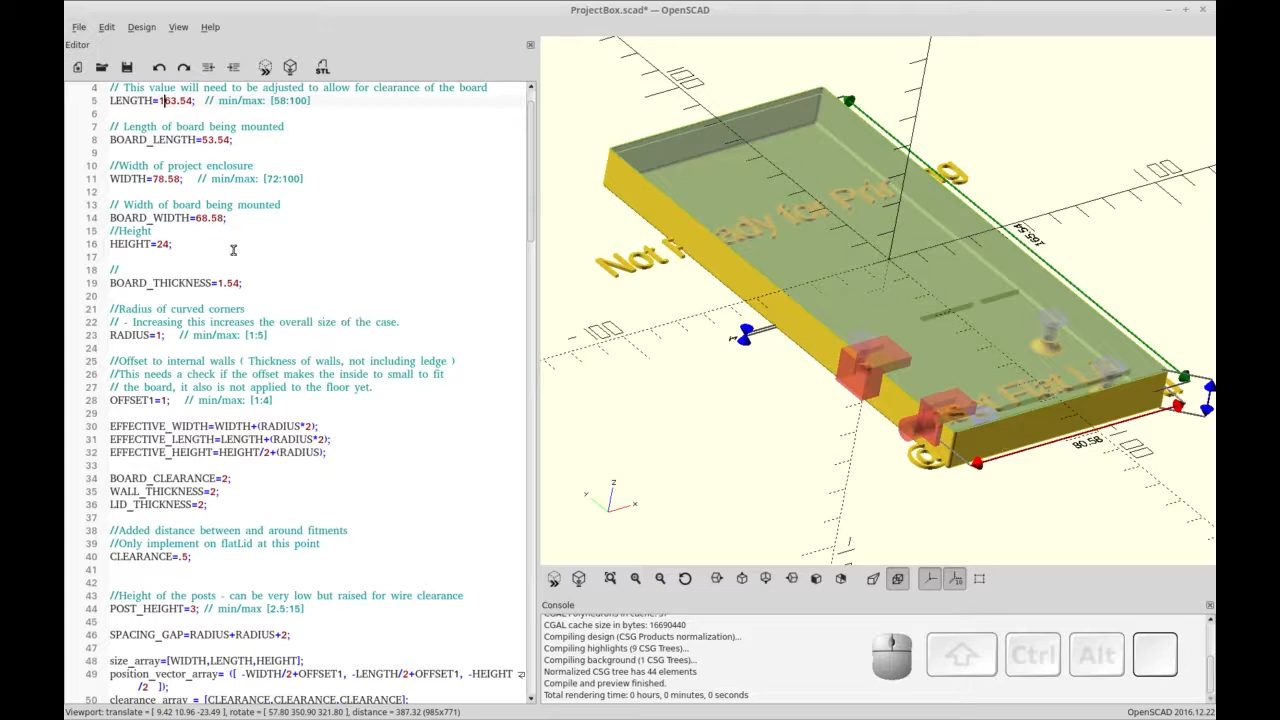 ProjectBox.scad* — OpenSCAD
File Edit Design View Help
Editor
4 // This value will need to be adjusted to allow for clearance of the board
5 LENGTH=163.54; // min/max: [58:100]
6
7 // Length of board being mounted
8 BOARD_LENGTH=53.54;
9
10 //Width of project enclosure
11 WIDTH=78.58; // min/max: [72:100]
12
13 // Width of board being mounted
14 BOARD_WIDTH=68.58;
15 //Height
16 HEIGHT=24;
17
18 //
19 BOARD_THICKNESS=1.54;
20
21 //Radius of curved corners
22 // - Increasing this increases the overall size of the case.
23 RADIUS=1; // min/max: [1:5]
24
25 //Offset to internal walls ( Thickness of walls, not including ledge )
26 //This needs a check if the offset makes the inside to small to fit
27 // the board, it also is not applied to the floor yet.
28 OFFSET1=1; // min/max: [1:4]
29
30 EFFECTIVE_WIDTH=WIDTH+(RADIUS*2);
31 EFFECTIVE_LENGTH=LENGTH+(RADIUS*2);
32 EFFECTIVE_HEIGHT=HEIGHT/2+(RADIUS);
33
34 BOARD_CLEARANCE=2;
35 WALL_THICKNESS=2;
36 LID_THICKNESS=2;
37
38 //Added distance between and around fitments
39 //Only implement on flatLid at this point
40 CLEARANCE=.5;
41
42
43 //Height of the posts - can be very low but raised for wire clearance
44 POST_HEIGHT=3; // min/max [2.5:15]
45
46 SPACING_GAP=RADIUS+RADIUS+2;
47
48 size_array=[WIDTH,LENGTH,HEIGHT];
49 position_vector_array= ([ -WIDTH/2+OFFSET1, -LENGTH/2+OFFSET1, -HEIGHT
/2 ]);
50 clearance_array = [CLEARANCE,CLEARANCE,CLEARANCE];
100
100
165.54
Not Ready for Prin
100
80.58
100
Z
Y
X
STL
Console
CGAL cache size in bytes: 16690440
Compiling design (CSG Products normalization)...
Compiling highlights (9 CSG Trees)...
Compiling background (1 CSG Trees)...
Normalized CSG tree has 44 elements
Compile and preview finished.
Total rendering time: 0 hours, 0 minutes, 0 seconds
Ctrl
Alt
Viewport: translate = [ 9.42 10.96 -23.49 ], rotate = [ 57.80 350.90 321.80 ], distance = 387.32 (985x771)
OpenSCAD 2016.12.22